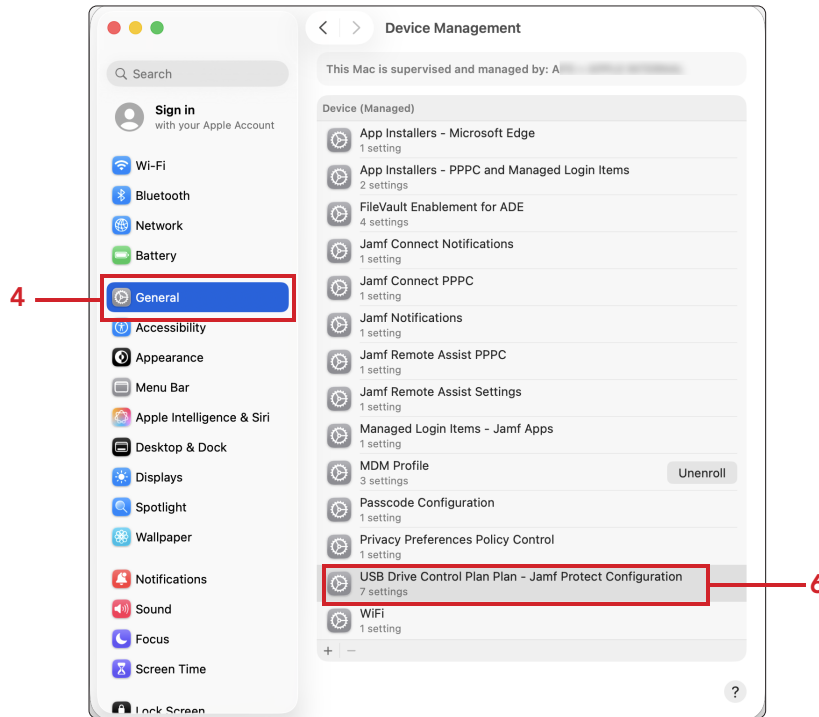 Device Management
Search
This Mac is supervised and managed by: A
Sign in
with your Apple Account
Wi-Fi
Bluetooth
Network
Battery
4
General
Accessibility
Appearance
Menu Bar
Apple Intelligence & Siri
Desktop & Dock
Displays
Spotlight
Wallpaper
Notifications
Sound
Focus
Screen Time
Lock Screen
Device (Managed)
App Installers - Microsoft Edge
1 setting
App Installers - PPPC and Managed Login Items
2 settings
FileVault Enablement for ADE
4 settings
Jamf Connect Notifications
1 setting
Jamf Connect PPPC
1 setting
Jamf Notifications
1 setting
Jamf Remote Assist PPPC
1 setting
Jamf Remote Assist Settings
1 setting
Managed Login Items - Jamf Apps
1 setting
MDM Profile
3 settings
Unenroll
Passcode Configuration
1 setting
Privacy Preferences Policy Control
1 setting
USB Drive Control Plan Plan - Jamf Protect Configuration
7 settings
6
WiFi
1 setting
+ −
?